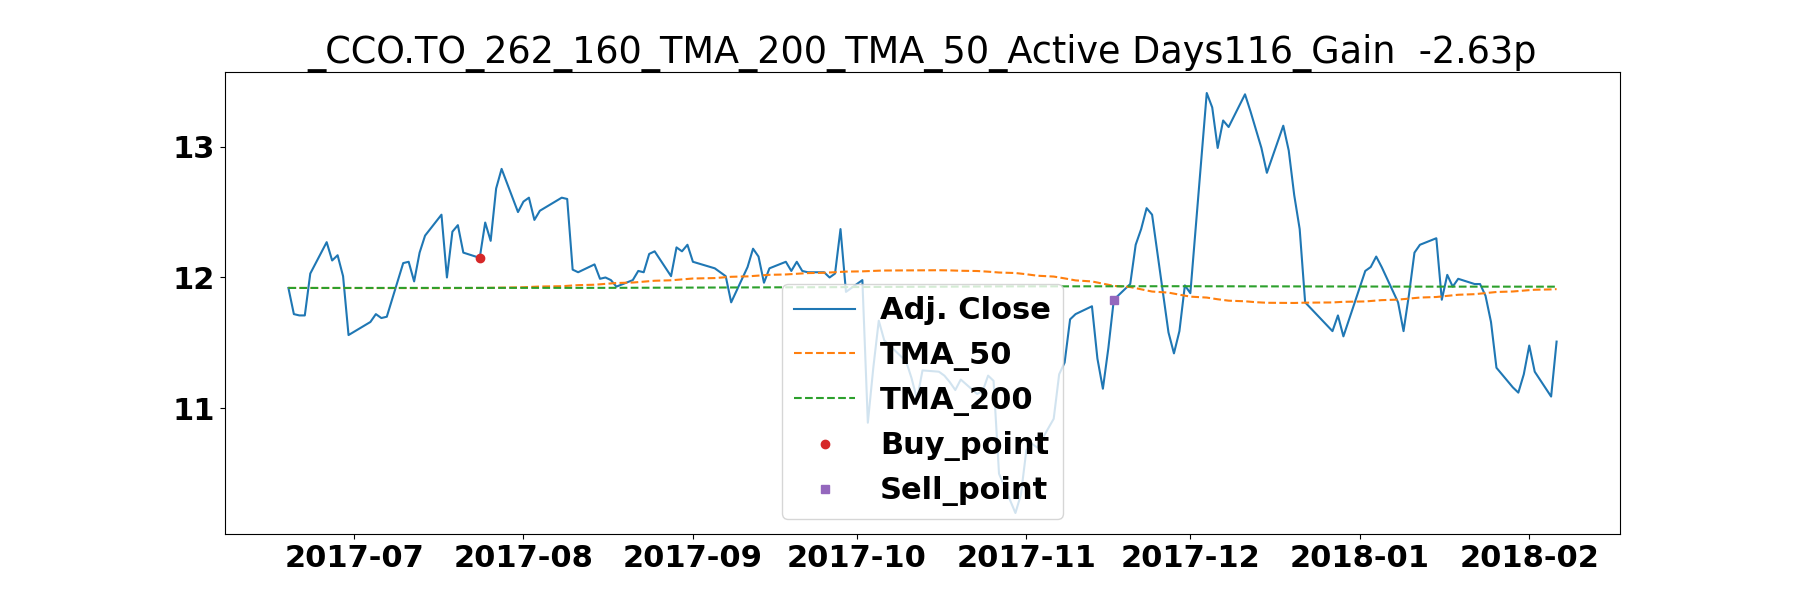 _CCO.TO_262_160_TMA_200_TMA_50_Active Days116_Gain  -2.63p
13
12
11
Adj. Close
TMA_50
TMA_200
Buy_point
Sell_point
2017-07 2017-08 2017-09 2017-10 2017-11 2017-12 2018-01 2018-02